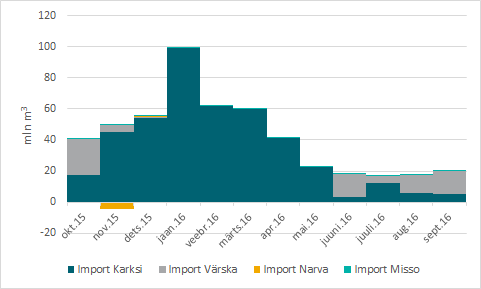 120
100
80
60
40
20
0
-20
mln m³
okt.15
nov.15
dets.15
jaan.16
veebr.16
märts.16
apr.16
mai.16
juuni.16
juuli.16
aug.16
sept.16
Import Karksi Import Värska Import Narva Import Misso